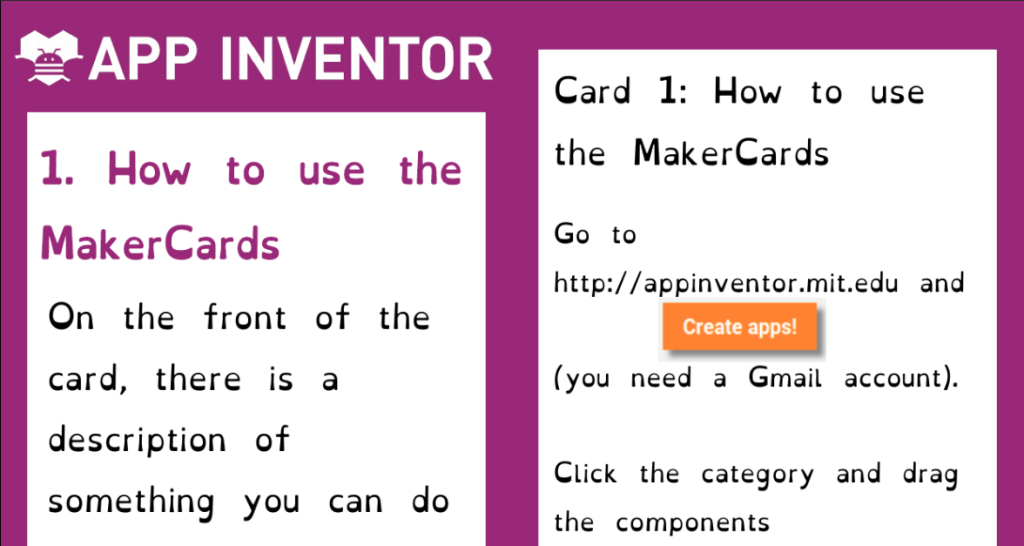 APP INVENTOR
1. How to use the
MakerCards
On the front of the
card, there is a
description of
something you can do
Card 1: How to use
the MakerCards
Go to
http://appinventor.mit.edu and
Create apps!
(you need a Gmail account).
Click the category and drag
the components